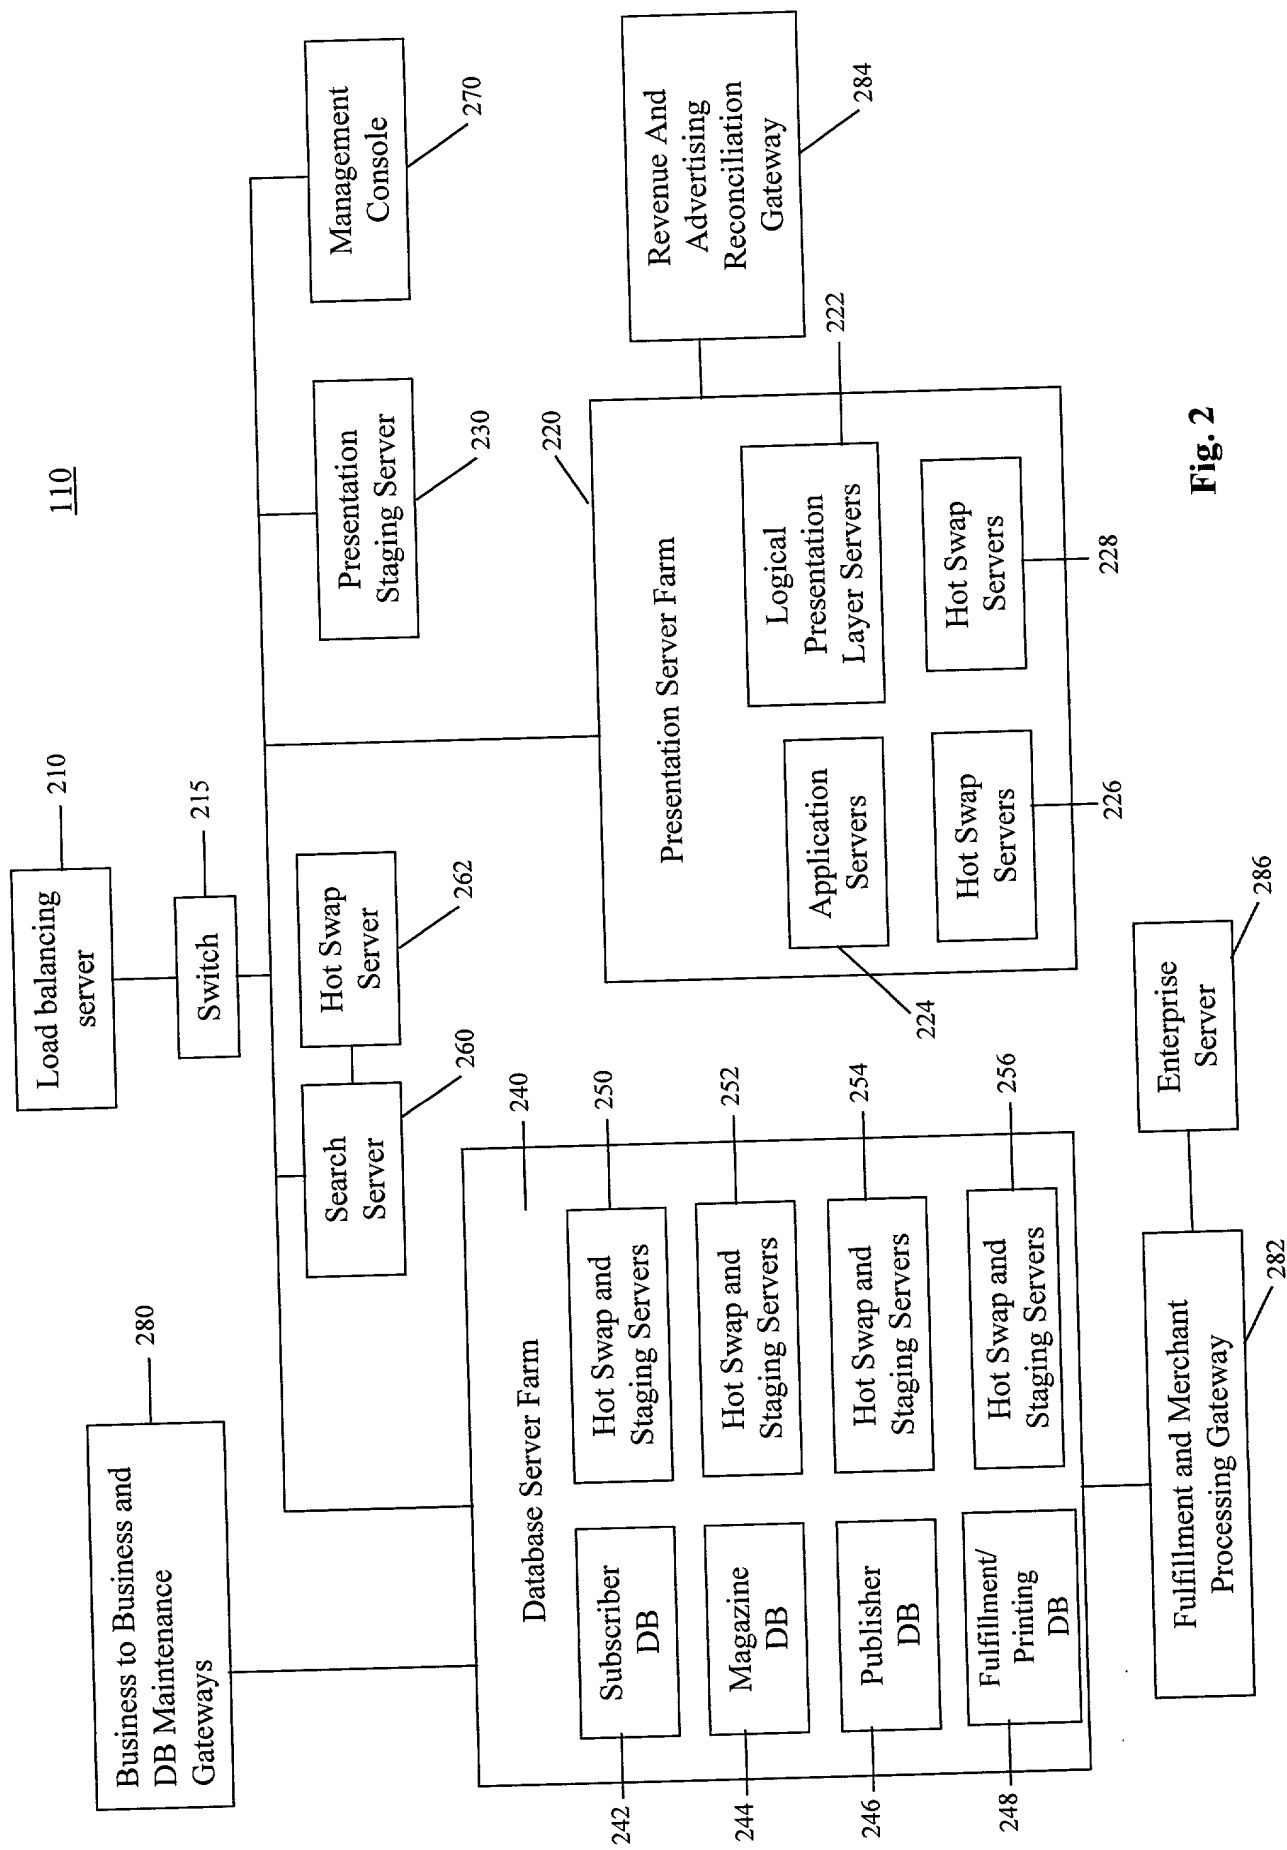 110
Load balancing
server
210
Switch
215
Business to Business and
DB Maintenance
Gateways
280
Search
Server
260
Hot Swap
Server
262
Presentation
Staging Server
230
Management
Console
270
Database Server Farm
240
Subscriber
DB
242
Hot Swap and
Staging Servers
250
Magazine
DB
244
Hot Swap and
Staging Servers
252
Publisher
DB
246
Hot Swap and
Staging Servers
254
Fulfillment/
Printing
DB
248
Hot Swap and
Staging Servers
256
Presentation Server Farm
220
Application
Servers
224
Logical
Presentation
Layer Servers
222
Hot Swap
Servers
226
Hot Swap
Servers
228
Revenue And
Advertising
Reconciliation
Gateway
284
Fulfillment and Merchant
Processing Gateway
282
Enterprise
Server
286
Fig. 2